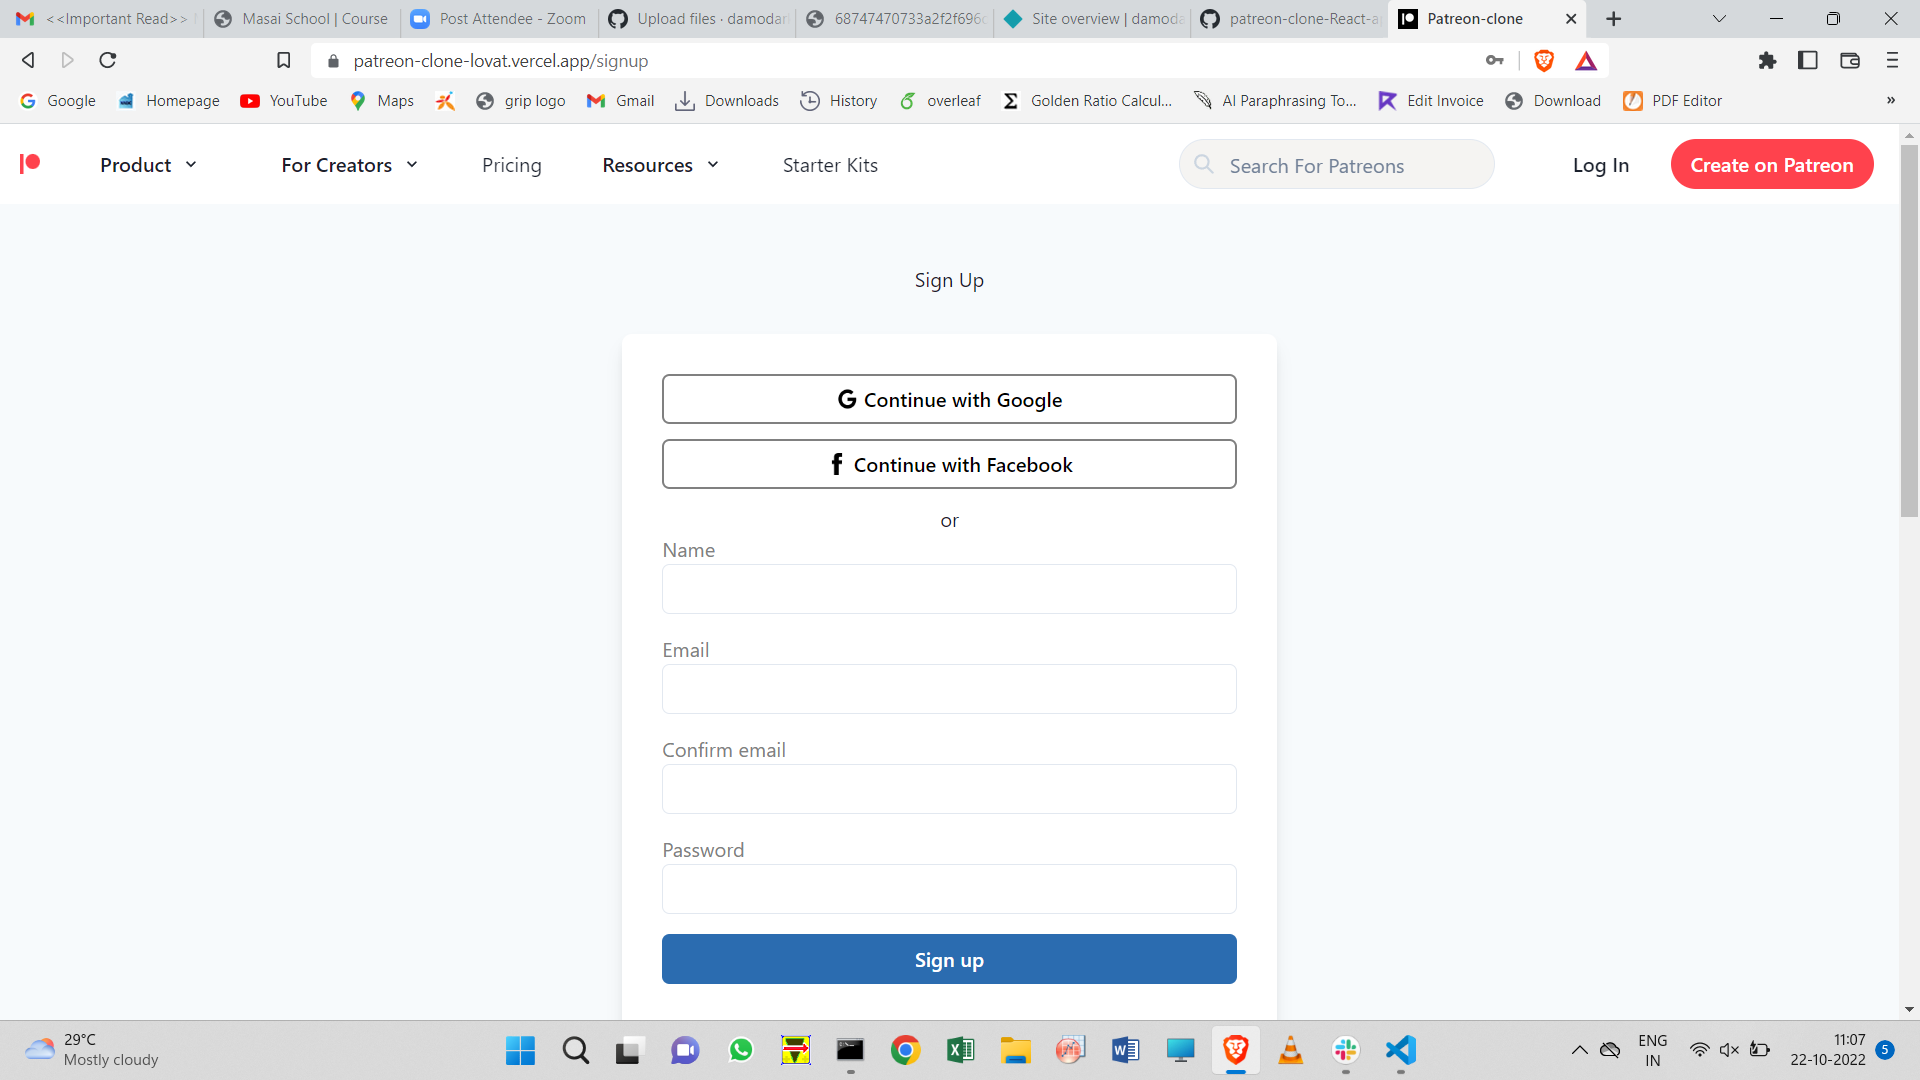 <<Important Read>>
Masai School | Course
Post Attendee - Zoom
Upload files · damodar
68747470733a2f2f696
Site overview | damoda
patreon-clone-React-a
Patreon-clone
patreon-clone-lovat.vercel.app/signup
Google
Homepage
YouTube
Maps
grip logo
Gmail
Downloads
History
overleaf
Golden Ratio Calcul...
AI Paraphrasing To...
Edit Invoice
Download
PDF Editor
»
Product
For Creators
Pricing
Resources
Starter Kits
Search For Patreons
Log In
Create on Patreon
Sign Up
Continue with Google
Continue with Facebook
or
Name
Email
Confirm email
Password
Sign up
29°C
Mostly cloudy
ENG
IN
11:07
22-10-2022
5